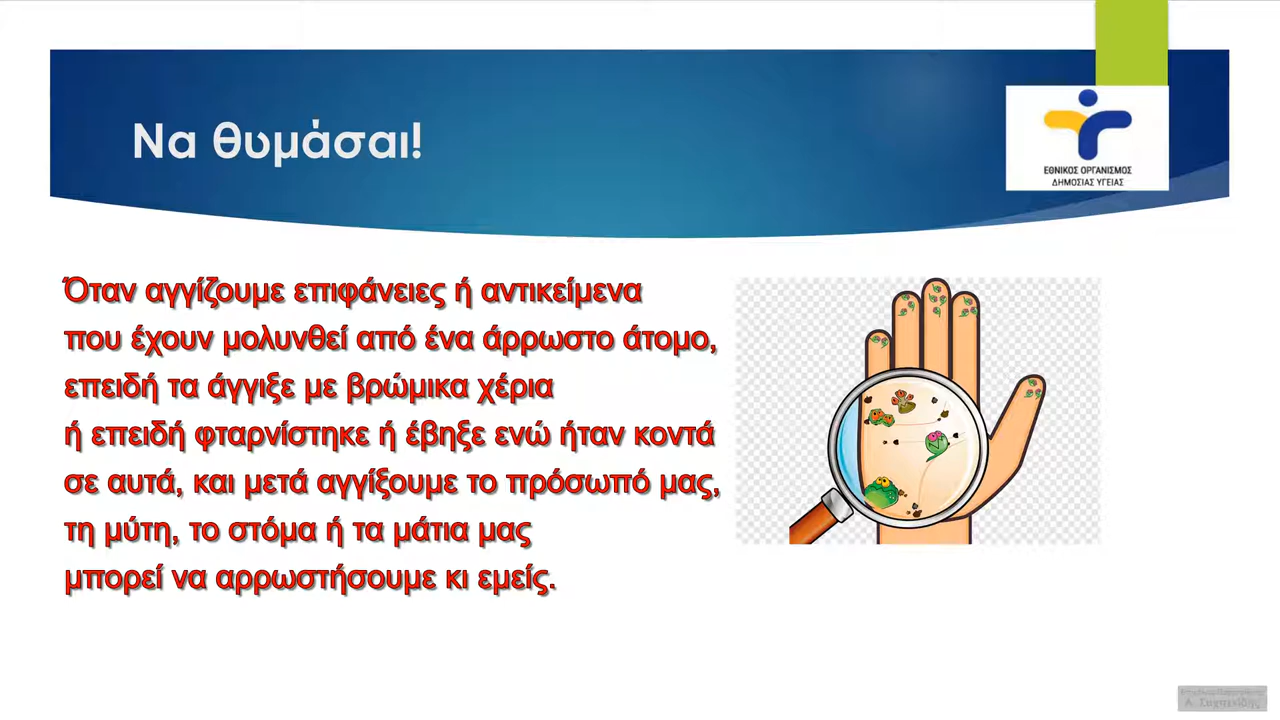 Να θυμάσαι!
ΕΘΝΙΚΟΣ ΟΡΓΑΝΙΣΜΟΣ
ΔΗΜΟΣΙΑΣ ΥΓΕΙΑΣ
Όταν αγγίζουμε επιφάνειες ή αντικείμενα
που έχουν μολυνθεί από ένα άρρωστο άτομο,
επειδή τα άγγιξε με βρώμικα χέρια
ή επειδή φταρνίστηκε ή έβηξε ενώ ήταν κοντά
σε αυτά, και μετά αγγίξουμε το πρόσωπό μας,
τη μύτη, το στόμα ή τα μάτια μας
μπορεί να αρρωστήσουμε κι εμείς.